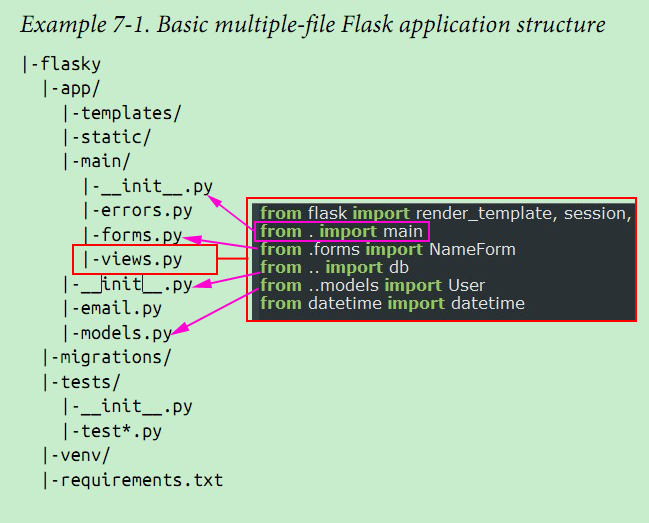 Example 7-1. Basic multiple-file Flask application structure
|-flasky
|-app/
|-templates/
|-static/
|-main/
|-__init__.py
|-errors.py
|-forms.py
|-views.py
|-__init__.py
|-email.py
|-models.py
|-migrations/
|-tests/
|-__init__.py
|-test*.py
|-venv/
|-requirements.txt
from flask import render_template, session,
from . import main
from .forms import NameForm
from .. import db
from ..models import User
from datetime import datetime